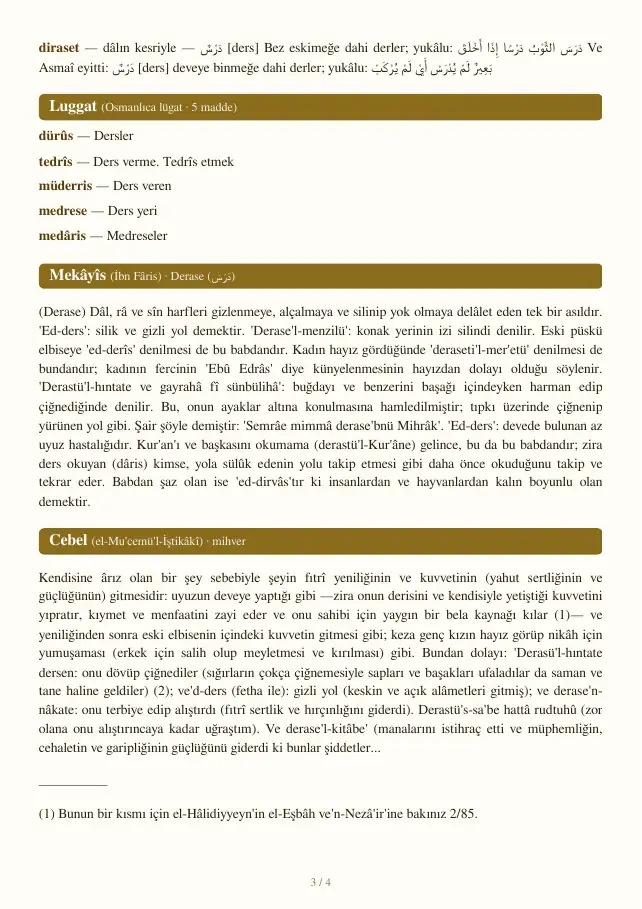 diraset — dâlın kesriyle — دَرْسٌ [ders] Bez eskimeğe dahi derler; yukâlu: دَرَسَ الثَّوْبُ دَرْسًا إِذَا أَخْلَقَ Ve
Asmaî eyitti: دَرْسٌ [ders] deveye binmeğe dahi derler; yukâlu: بَعِيرٌ لَمْ يُدْرَسْ أَيْ لَمْ يُرْكَبْ
Luggat (Osmanlıca lügat · 5 madde)
dürûs — Dersler
tedrîs — Ders verme. Tedrîs etmek
müderris — Ders veren
medrese — Ders yeri
medâris — Medreseler
Mekâyîs (İbn Fâris) · Derase (دَرَسَ)
(Derase) Dâl, râ ve sîn harfleri gizlenmeye, alçalmaya ve silinip yok olmaya delâlet eden tek bir asıldır.
'Ed-ders': silik ve gizli yol demektir. 'Derase'l-menzilü': konak yerinin izi silindi denilir. Eski püskü
elbiseye 'ed-derîs' denilmesi de bu babdandır. Kadın hayız gördüğünde 'deraseti'l-mer'etü' denilmesi de
bundandır; kadının fercinin 'Ebû Edrâs' diye künyelenmesinin hayızdan dolayı olduğu söylenir.
'Derastü'l-hıntate ve gayrahâ fî sünbülihâ': buğdayı ve benzerini başağı içindeyken harman edip
çiğnediğinde denilir. Bu, onun ayaklar altına konulmasına hamledilmiştir; tıpkı üzerinde çiğnenip
yürünen yol gibi. Şair şöyle demiştir: 'Semrâe mimmâ derase'bnü Mihrâk'. 'Ed-ders': devede bulunan az
uyuz hastalığıdır. Kur'an'ı ve başkasını okumama (derastü'l-Kur'âne) gelince, bu da bu babdandır; zira
ders okuyan (dâris) kimse, yola sülûk edenin yolu takip etmesi gibi daha önce okuduğunu takip ve
tekrar eder. Babdan şaz olan ise 'ed-dirvâs'tır ki insanlardan ve hayvanlardan kalın boyunlu olan
demektir.
Cebel (el-Mu'cemü'l-İştikâkî) · mihver
Kendisine ârız olan bir şey sebebiyle şeyin fıtrî yeniliğinin ve kuvvetinin (yahut sertliğinin ve
güçlüğünün) gitmesidir: uyuzun deveye yaptığı gibi —zira onun derisini ve kendisiyle yetiştiği kuvvetini
yıpratır, kıymet ve menfaatini zayi eder ve onu sahibi için yaygın bir bela kaynağı kılar (1)— ve
yeniliğinden sonra eski elbisenin içindeki kuvvetin gitmesi gibi; keza genç kızın hayız görüp nikâh için
yumuşaması (erkek için salih olup meyletmesi ve kırılması) gibi. Bundan dolayı: 'Derasü'l-hıntate
dersen: onu dövüp çiğnediler (sığırların çokça çiğnemesiyle sapları ve başakları ufaladılar da saman ve
tane haline geldiler) (2); ve'd-ders (fetha ile): gizli yol (keskin ve açık alâmetleri gitmiş); ve derase'n-
nâkate: onu terbiye edip alıştırdı (fıtrî sertlik ve hırçınlığını giderdi). Derastü's-sa'be hattâ rudtuhû (zor
olana onu alıştırıncaya kadar uğraştım). Ve derase'l-kitâbe' (manalarını istihraç etti ve müphemliğin,
cehaletin ve garipliğinin güçlüğünü giderdi ki bunlar şiddetler...
(1) Bunun bir kısmı için el-Hâlidiyyeyn'in el-Eşbâh ve'n-Nezâ'ir'ine bakınız 2/85.
3 / 4